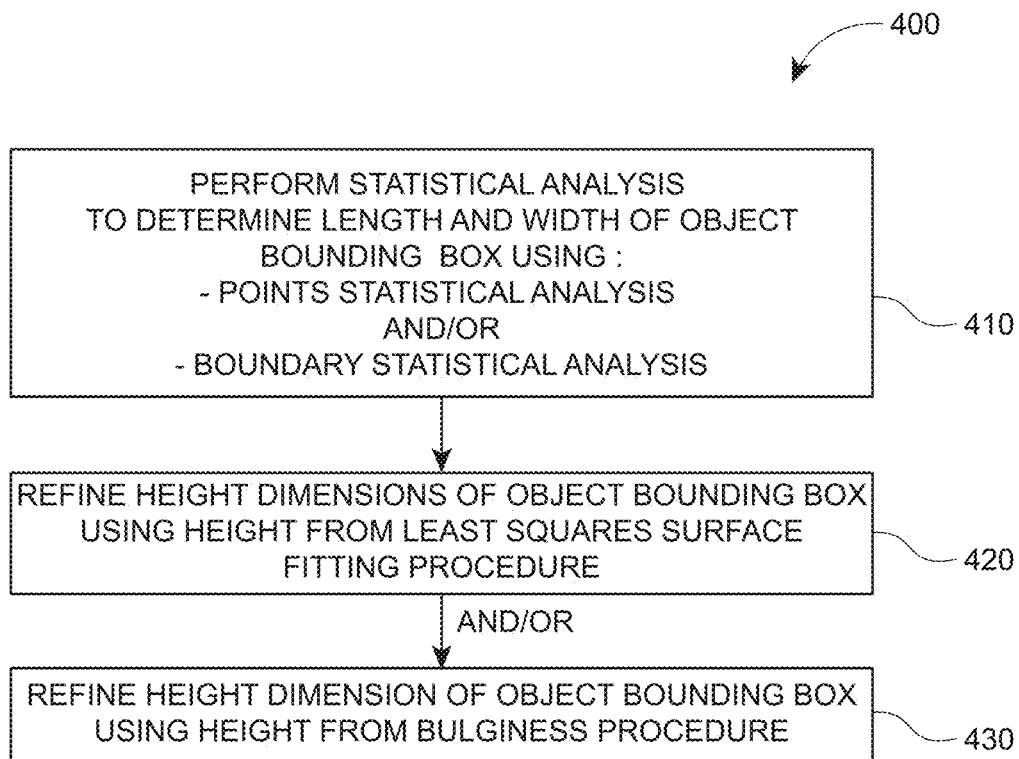 400
PERFORM STATISTICAL ANALYSIS
TO DETERMINE LENGTH AND WIDTH OF OBJECT
BOUNDING BOX USING :
- POINTS STATISTICAL ANALYSIS
AND/OR
- BOUNDARY STATISTICAL ANALYSIS
410
REFINE HEIGHT DIMENSIONS OF OBJECT BOUNDING BOX
USING HEIGHT FROM LEAST SQUARES SURFACE
FITTING PROCEDURE
420
AND/OR
REFINE HEIGHT DIMENSION OF OBJECT BOUNDING BOX
USING HEIGHT FROM BULGINESS PROCEDURE
430